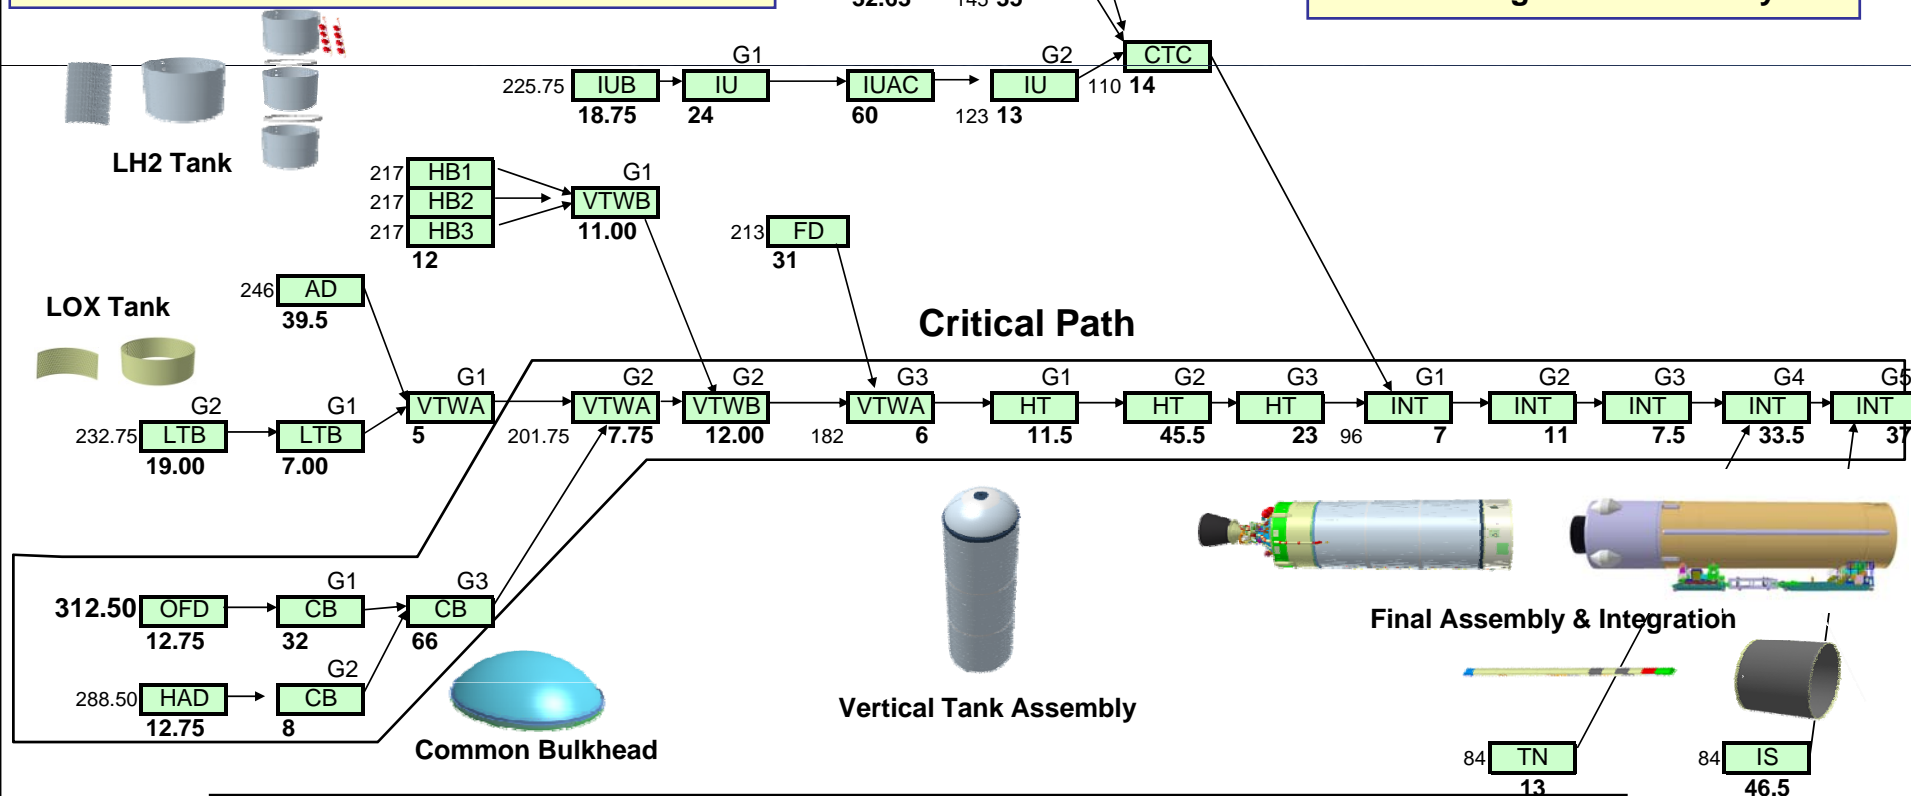 52.63 145 35
G1 G2 CTC
225.75 IUB IU IUAC IU 110 14
18.75 24 60 123 13
LH2 Tank
217 HB1 G1
217 HB2 VTWB
217 HB3 11.00 213 FD
12 31
246 AD
LOX Tank 39.5
Critical Path
G1 G2 G2 G3 G1 G2 G3 G1 G2 G3 G4 G5
VTWA VTWA VTWB VTWA HT HT HT INT INT INT INT INT
5 201.75 7.75 12.00 182 6 11.5 45.5 23 96 7 11 7.5 33.5 37
G2 G1
232.75 LTB LTB
19.00 7.00
G1 G3
312.50 OFD CB CB
12.75 32 66
G2
288.50 HAD CB
12.75 8
Common Bulkhead
Vertical Tank Assembly
Final Assembly & Integration
84 TN 84 IS
13 46.5